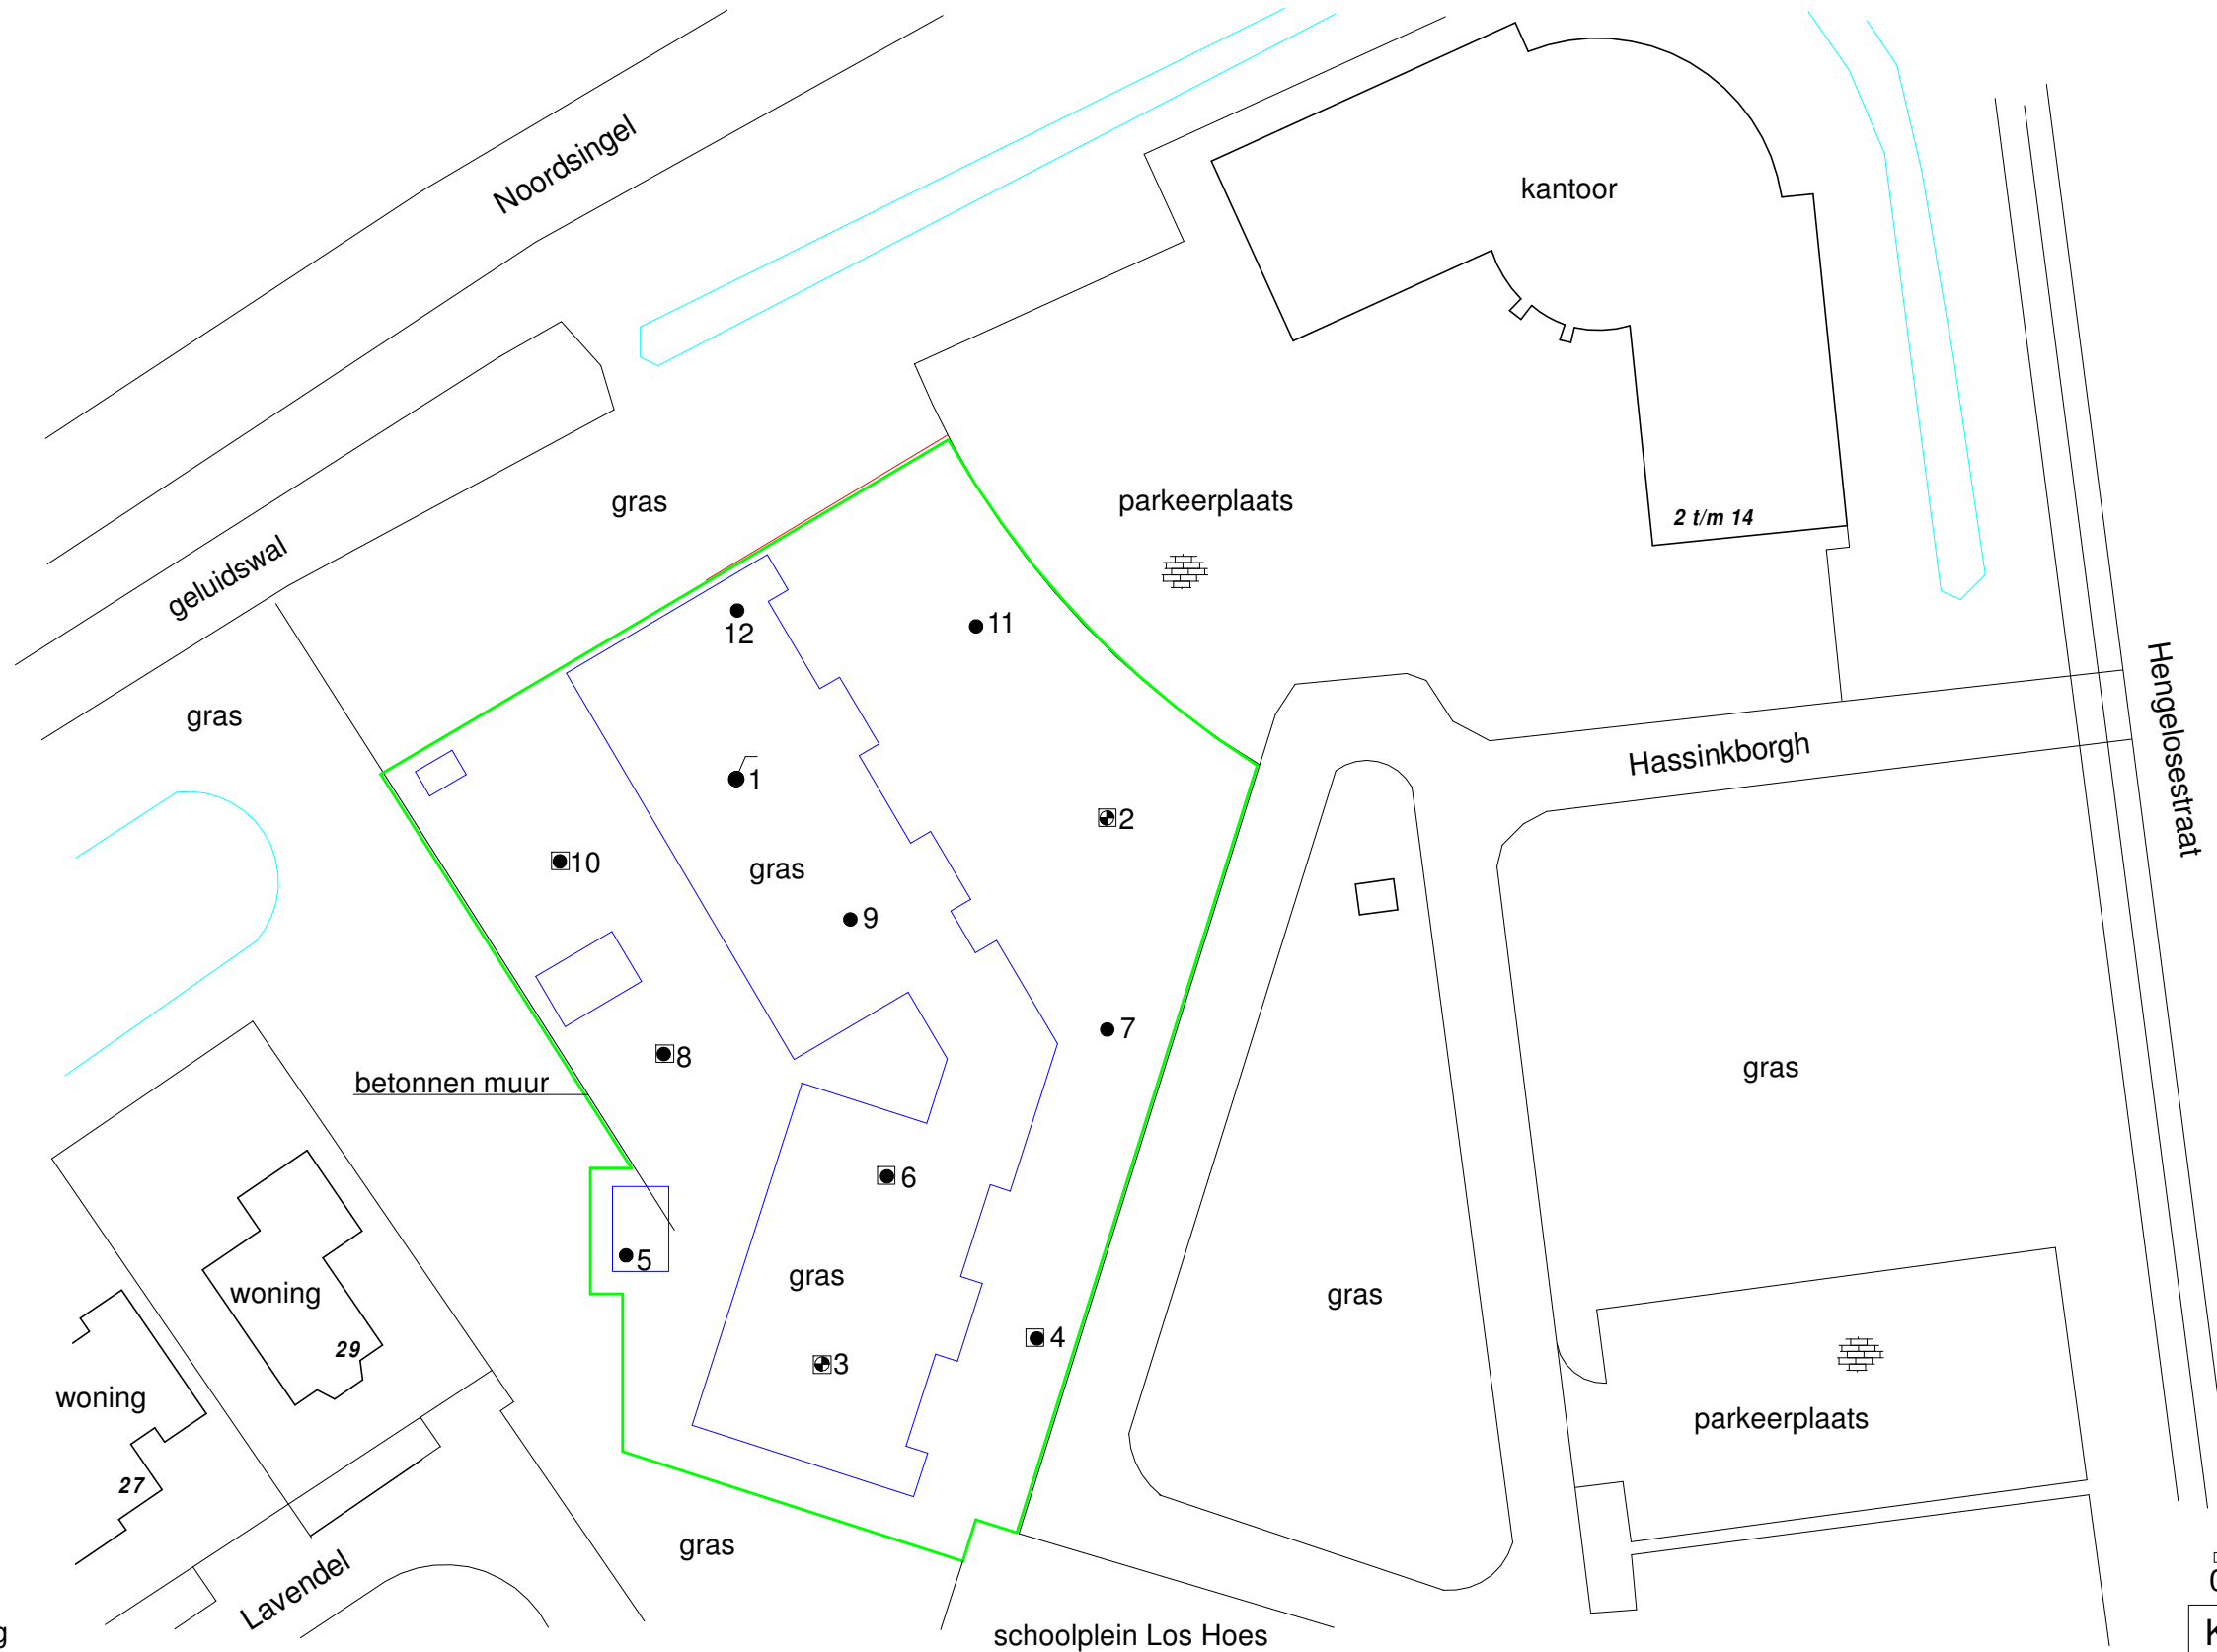 Noordsingel
kantoor
2 t/m 14
parkeerplaats
gras
geluidswal
gras
12
11
1
2
10
gras
9
Hassinkborgh
Hengelosestraat
7
8
betonnen muur
gras
6
5
gras
gras
woning
29
3
4
woning
27
parkeerplaats
gras
Lavendel
schoolplein Los Hoes
g
K